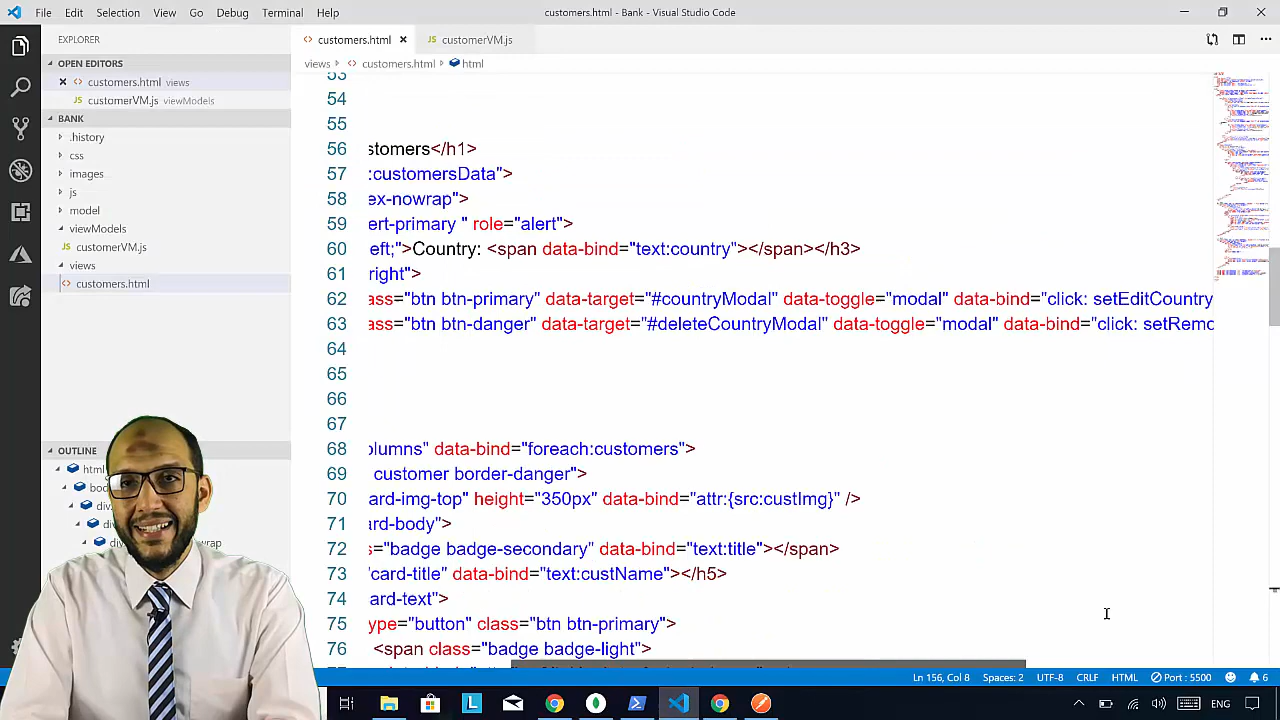 File Edit Selection View Go Debug Terminal Help
customers.html - Bank - Visual Studio Code
EXPLORER
customers.html
customerVM.js
OPEN EDITORS
views customers.html html
customers.html views
customerVM.js viewModels
BANK
.history
css
images
js
model
viewModels
customerVM.js
views
customers.html
OUTLINE
html
53
54
55
56 stomers</h1>
57 :customersData">
58 ex-nowrap">
59 ert-primary " role="alert">
60 left;">Country: <span data-bind="text:country"></span></h3>
61 right">
62 ass="btn btn-primary" data-target="#countryModal" data-toggle="modal" data-bind="click: setEditCountry
63 ass="btn btn-danger" data-target="#deleteCountryModal" data-toggle="modal" data-bind="click: setRemo
64
65
66
67
68 olumns" data-bind="foreach:customers">
69 customer border-danger">
70 ard-img-top" height="350px" data-bind="attr:{src:custImg}" />
71 ard-body">
72 s="badge badge-secondary" data-bind="text:title"></span>
73 "card-title" data-bind="text:custName"></h5>
74 ard-text">
75 ype="button" class="btn btn-primary">
76 <span class="badge badge-light">
Ln 156, Col 8 Spaces: 2 UTF-8 CRLF HTML Port : 5500 6
L
ENG